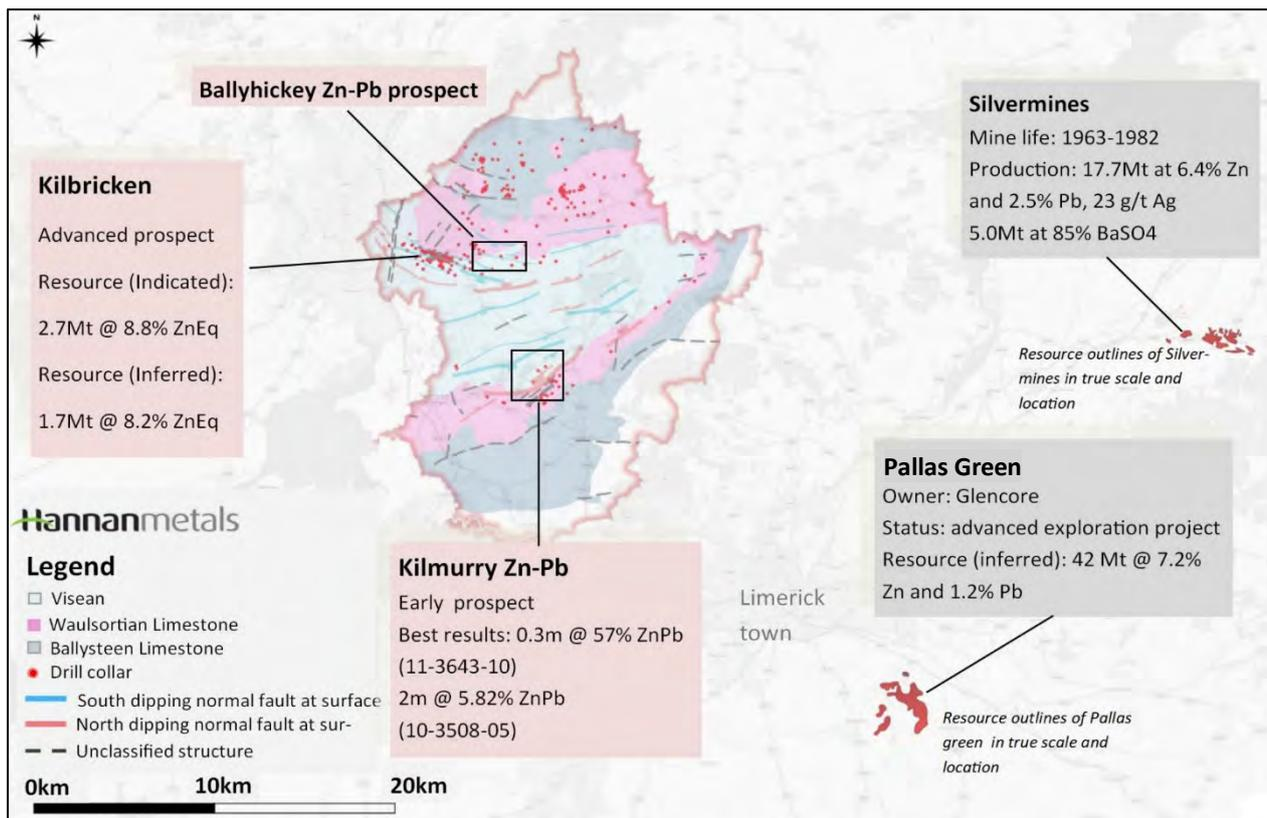 N
Ballyhickey Zn-Pb prospect
Kilbricken
Advanced prospect
Resource (Indicated):
2.7Mt @ 8.8% ZnEq
Resource (Inferred):
1.7Mt @ 8.2% ZnEq
Silvermines
Mine life: 1963-1982
Production: 17.7Mt at 6.4% Zn
and 2.5% Pb, 23 g/t Ag
5.0Mt at 85% BaSO4
Resource outlines of Silver-
mines in true scale and
location
Pallas Green
Owner: Glencore
Status: advanced exploration project
Resource (inferred): 42 Mt @ 7.2%
Zn and 1.2% Pb
Resource outlines of Pallas
green in true scale and
location
Limerick
town
Kilmurry Zn-Pb
Early prospect
Best results: 0.3m @ 57% ZnPb
(11-3643-10)
2m @ 5.82% ZnPb
(10-3508-05)
Hannanmetals
Legend
Visean
Waulsortian Limestone
Ballysteen Limestone
Drill collar
South dipping normal fault at surface
North dipping normal fault at sur-
Unclassified structure
0km 10km 20km